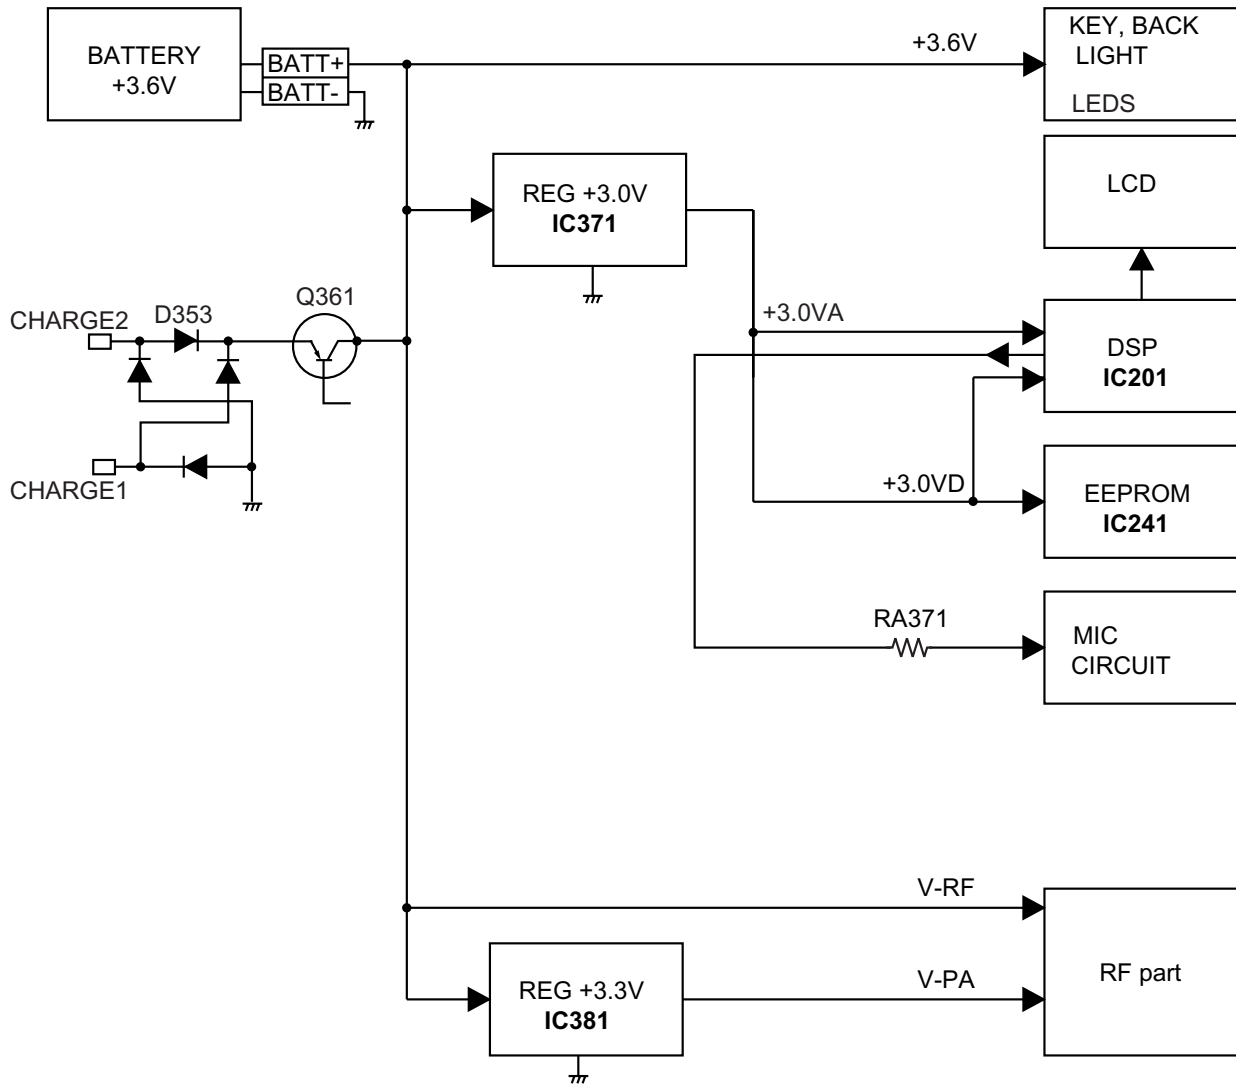 BATTERY
+3.6V
BATT+
BATT-
+3.6V
KEY, BACK
LIGHT
LEDS
REG +3.0V
IC371
LCD
CHARGE2
D353
Q361
+3.0VA
DSP
IC201
CHARGE1
+3.0VD
EEPROM
IC241
RA371
MIC
CIRCUIT
V-RF
REG +3.3V
IC381
V-PA
RF part